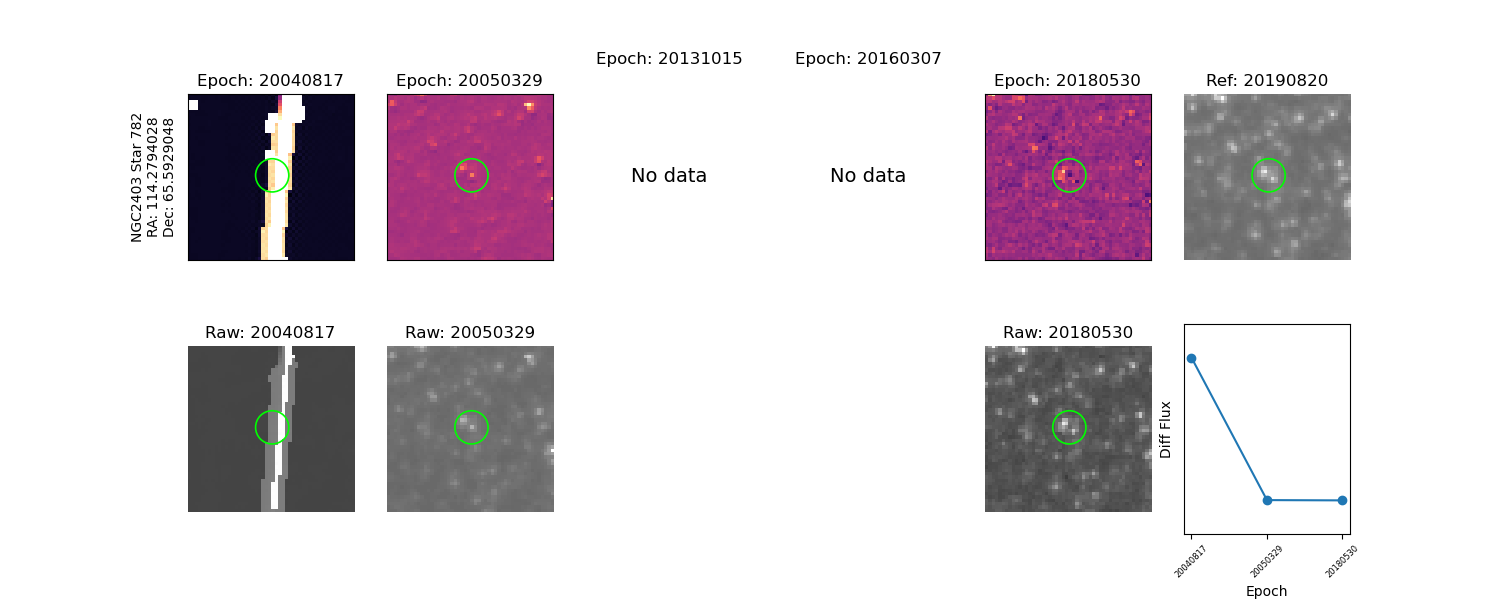 Epoch: 20040817
Epoch: 20050329
Epoch: 20131015
Epoch: 20160307
Epoch: 20180530
Ref: 20190820
NGC2403 Star 782
RA: 114.2794028
Dec: 65.5929048
No data
No data
Raw: 20040817
Raw: 20050329
Raw: 20180530
Diff Flux
20040817
20050329
20180530
Epoch